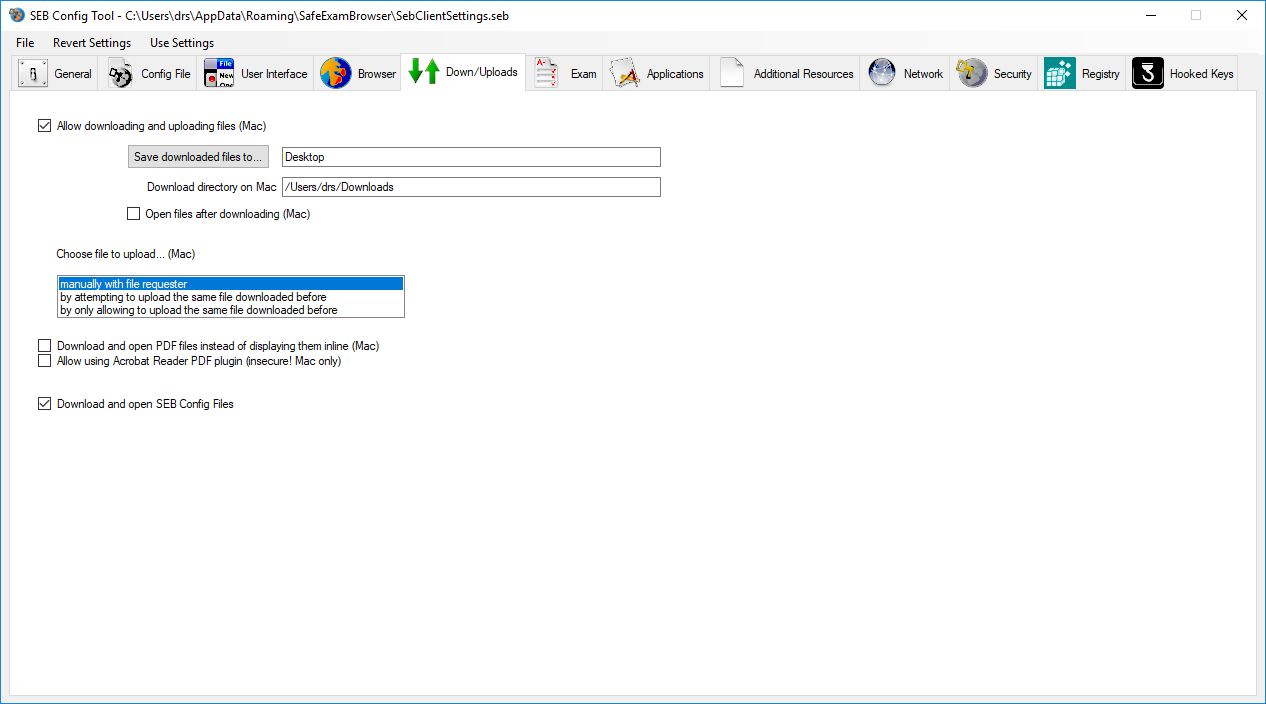 SEB Config Tool - C:\Users\drs\AppData\Roaming\SafeExamBrowser\SebClientSettings.seb
File Revert Settings Use Settings
General Config File File New One User Interface Browser Down/Uploads A- Exam Applications Additional Resources Network Security Registry Hooked Keys
Allow downloading and uploading files (Mac)
Save downloaded files to... Desktop
Download directory on Mac /Users/drs/Downloads
Open files after downloading (Mac)
Choose file to upload... (Mac)
manually with file requester
by attempting to upload the same file downloaded before
by only allowing to upload the same file downloaded before
Download and open PDF files instead of displaying them inline (Mac)
Allow using Acrobat Reader PDF plugin (insecure! Mac only)
Download and open SEB Config Files